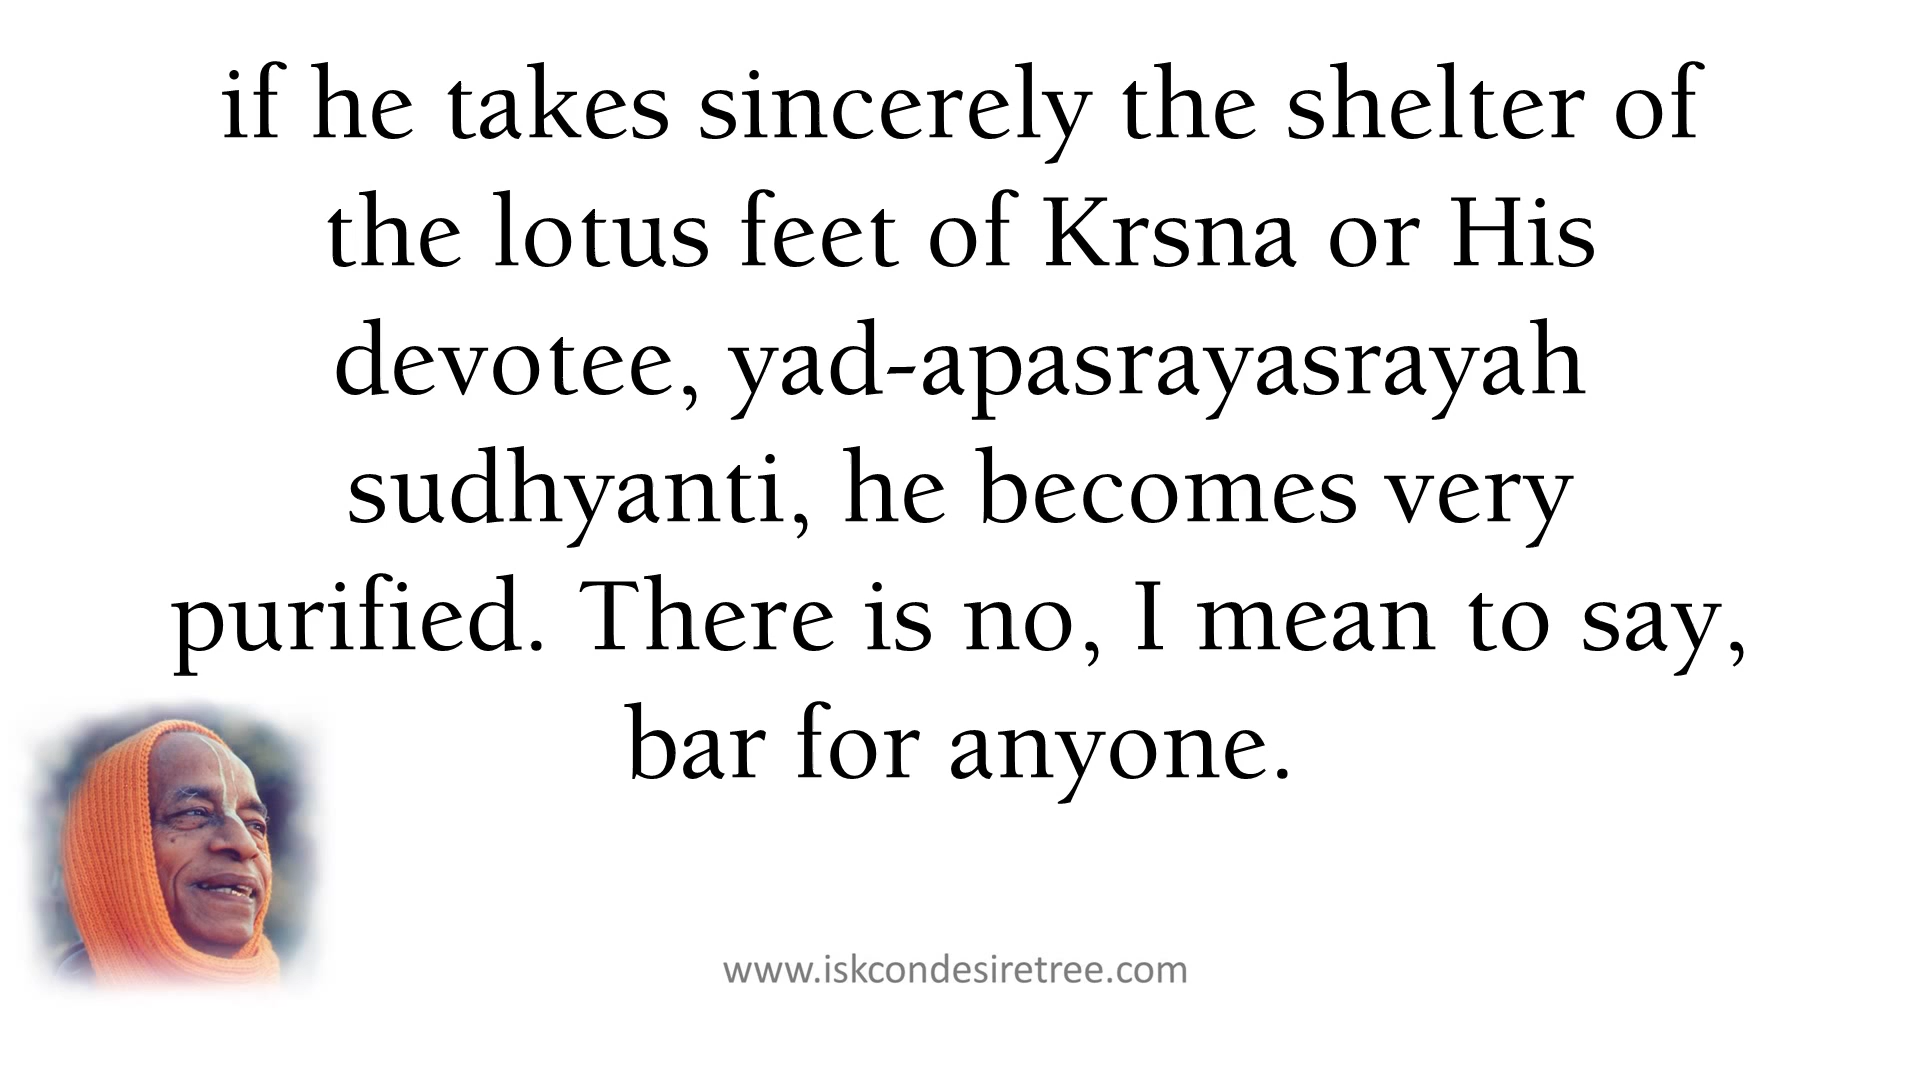 if he takes sincerely the shelter of
the lotus feet of Krsna or His
devotee, yad-apasrayasrayah
sudhyanti, he becomes very
purified. There is no, I mean to say,
bar for anyone.
www.iskcondesiretree.com